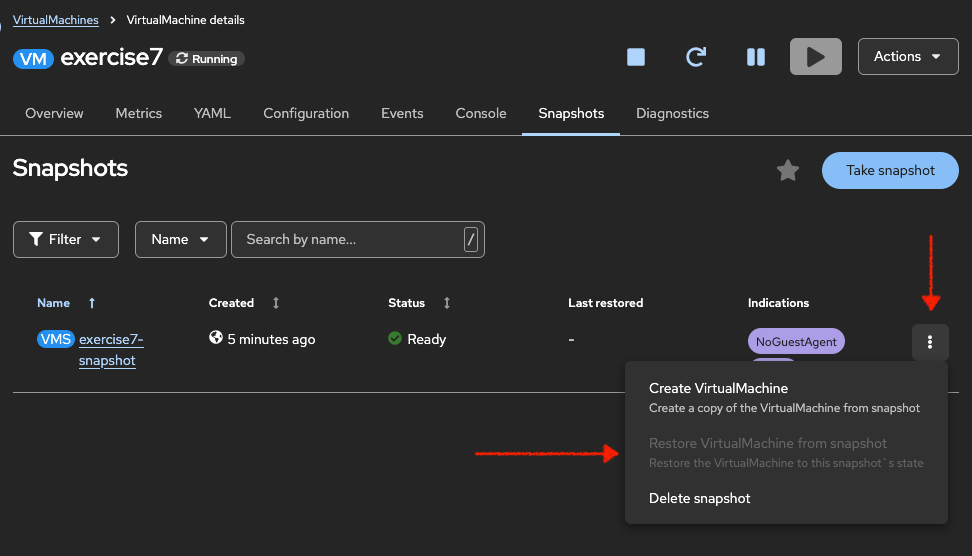 VirtualMachines > VirtualMachine details
VM exercise7 Running
Actions
Overview Metrics YAML Configuration Events Console Snapshots Diagnostics
Snapshots
Take snapshot
Filter Name Search by name... /
Name Created Status Last restored Indications
VMS exercise7- 5 minutes ago Ready - NoGuestAgent
snapshot
Create VirtualMachine
Create a copy of the VirtualMachine from snapshot
Restore VirtualMachine from snapshot
Restore the VirtualMachine to this snapshot`s state
Delete snapshot